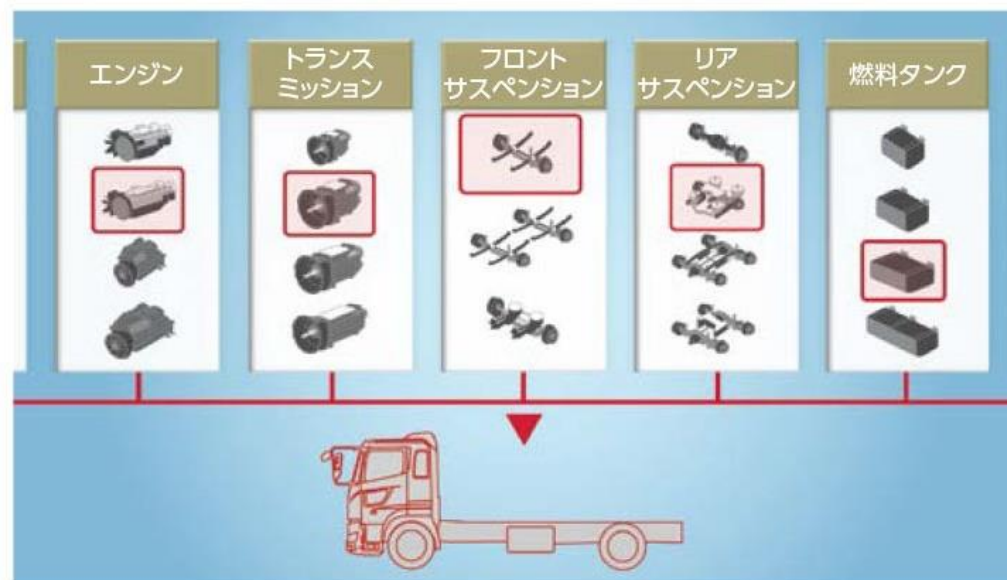 エンジン
トランス
ミッション
フロント
サスペンション
リア
サスペンション
燃料タンク